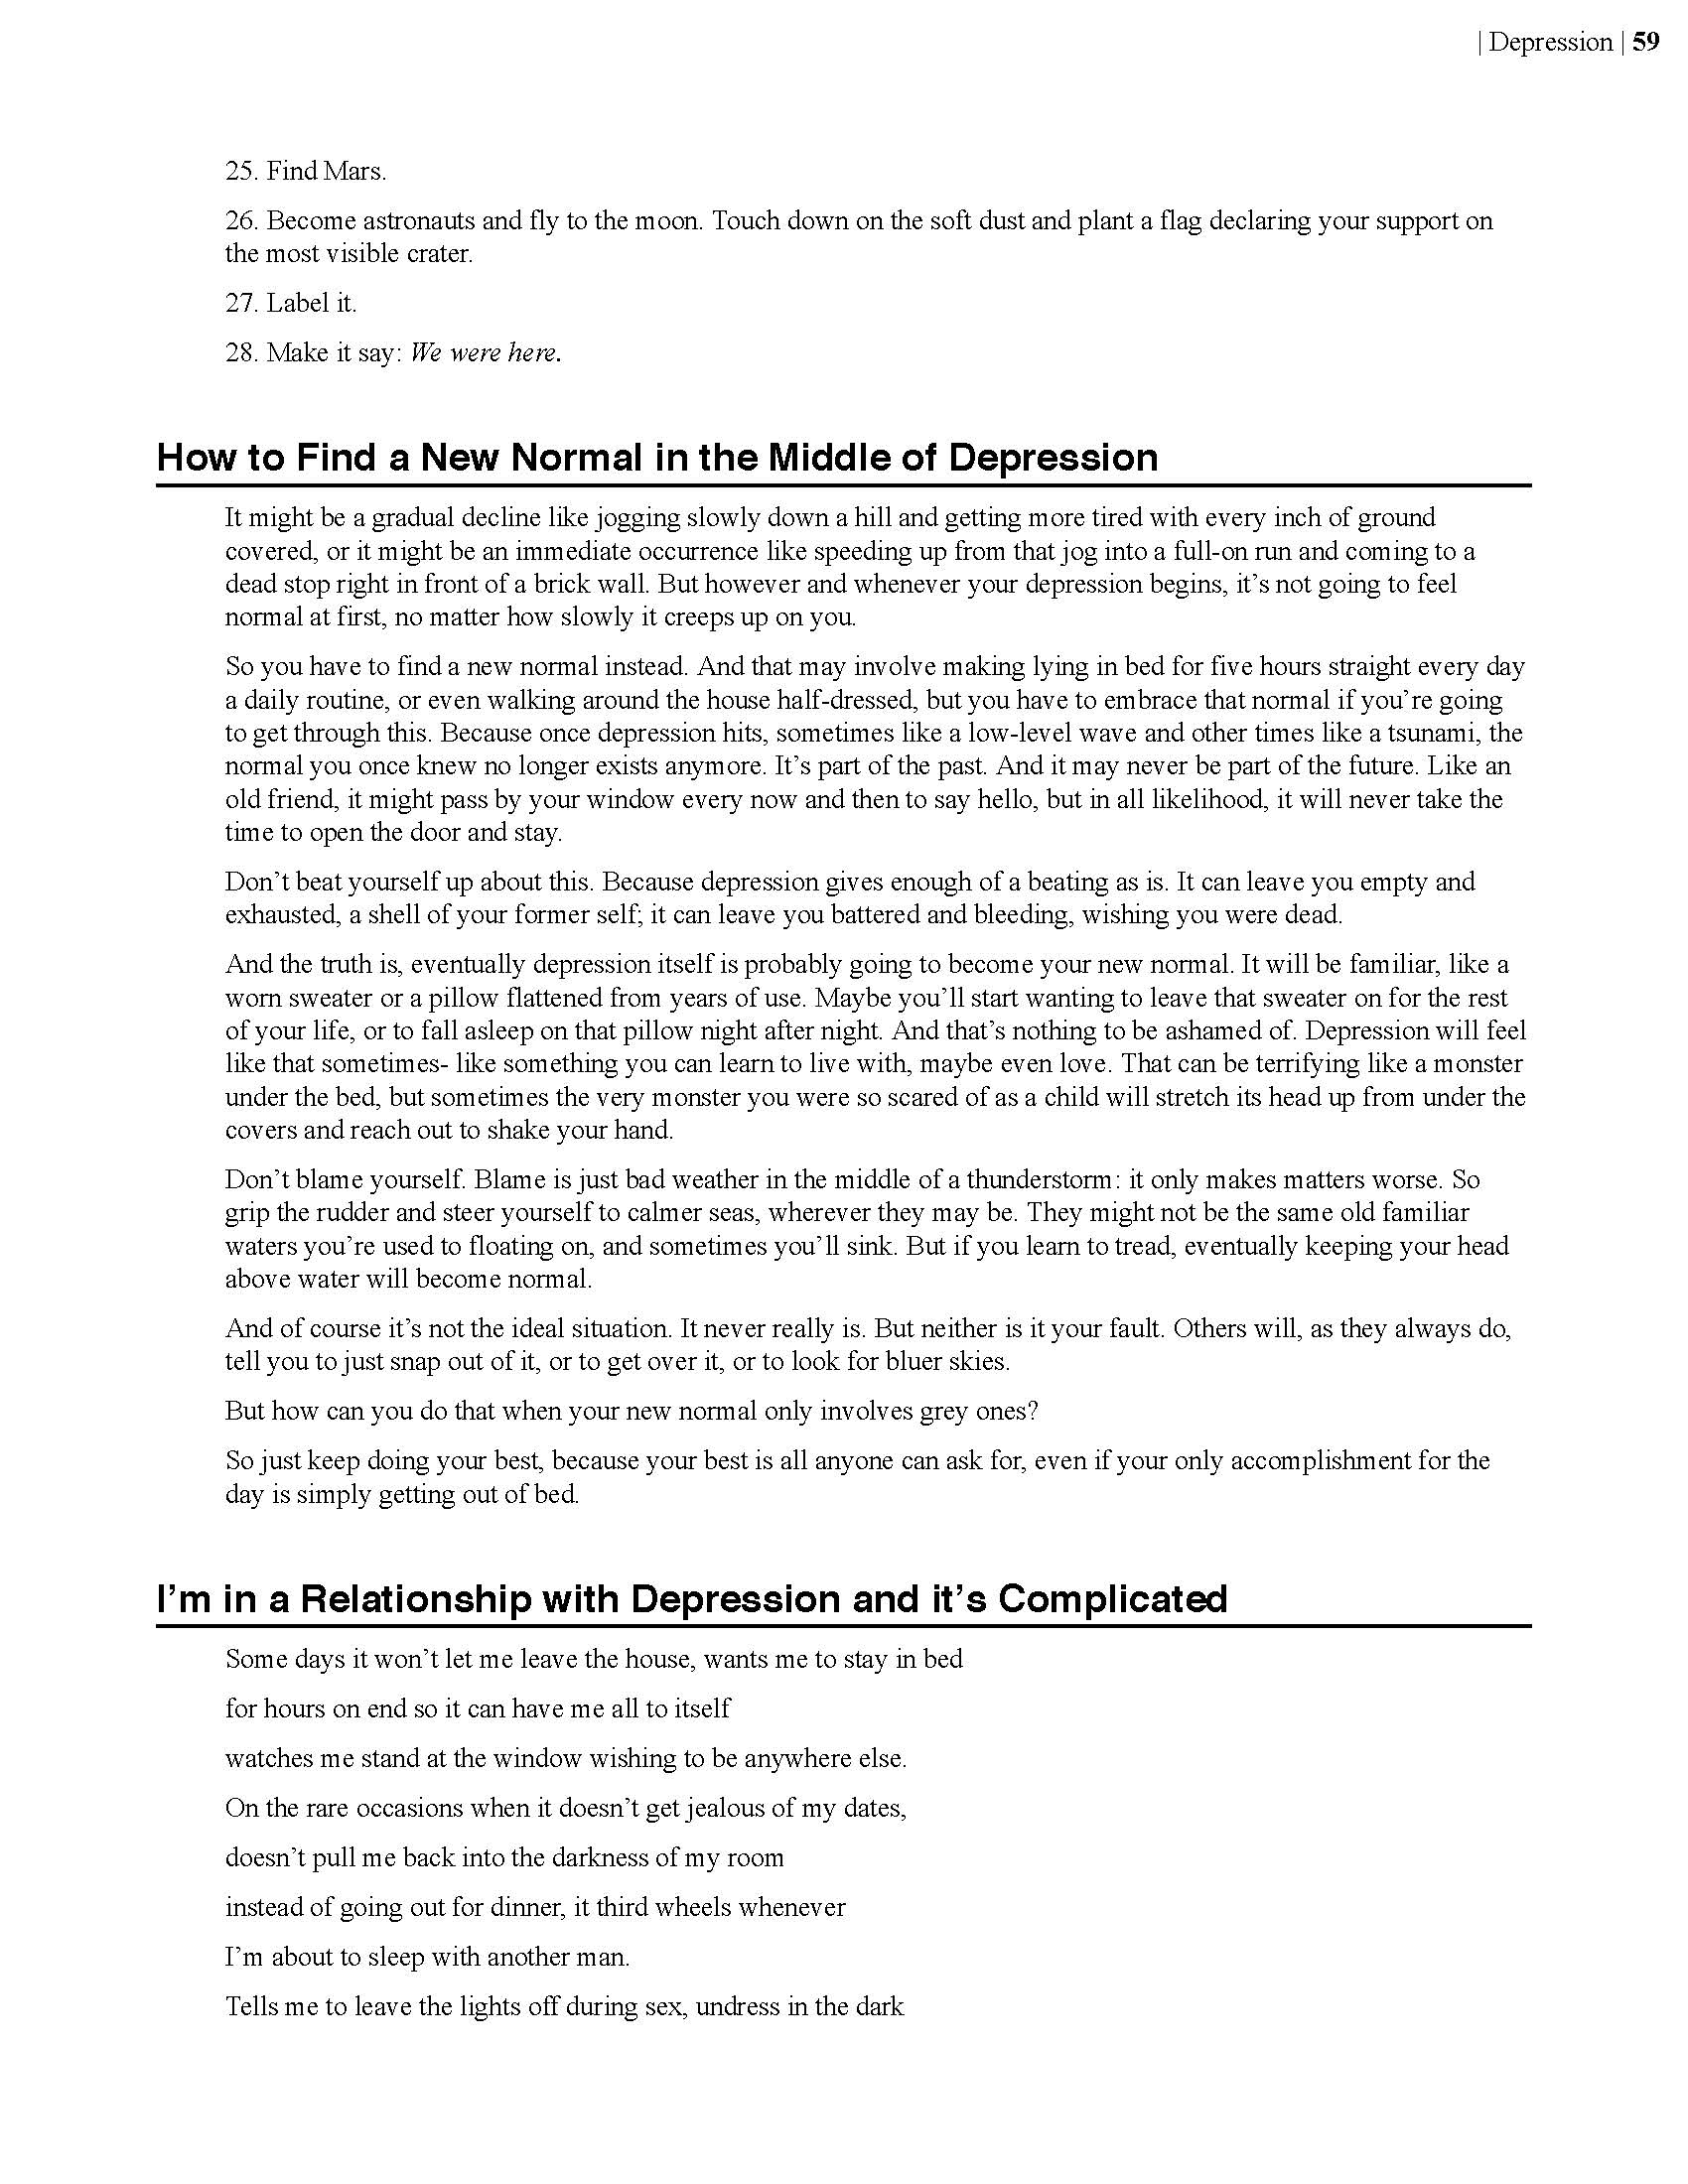 | Depression | 59
25. Find Mars.
26. Become astronauts and fly to the moon. Touch down on the soft dust and plant a flag declaring your support on
the most visible crater.
27. Label it.
28. Make it say: We were here.
How to Find a New Normal in the Middle of Depression
It might be a gradual decline like jogging slowly down a hill and getting more tired with every inch of ground
covered, or it might be an immediate occurrence like speeding up from that jog into a full-on run and coming to a
dead stop right in front of a brick wall. But however and whenever your depression begins, it’s not going to feel
normal at first, no matter how slowly it creeps up on you.
So you have to find a new normal instead. And that may involve making lying in bed for five hours straight every day
a daily routine, or even walking around the house half-dressed, but you have to embrace that normal if you’re going
to get through this. Because once depression hits, sometimes like a low-level wave and other times like a tsunami, the
normal you once knew no longer exists anymore. It’s part of the past. And it may never be part of the future. Like an
old friend, it might pass by your window every now and then to say hello, but in all likelihood, it will never take the
time to open the door and stay.
Don’t beat yourself up about this. Because depression gives enough of a beating as is. It can leave you empty and
exhausted, a shell of your former self; it can leave you battered and bleeding, wishing you were dead.
And the truth is, eventually depression itself is probably going to become your new normal. It will be familiar, like a
worn sweater or a pillow flattened from years of use. Maybe you’ll start wanting to leave that sweater on for the rest
of your life, or to fall asleep on that pillow night after night. And that’s nothing to be ashamed of. Depression will feel
like that sometimes- like something you can learn to live with, maybe even love. That can be terrifying like a monster
under the bed, but sometimes the very monster you were so scared of as a child will stretch its head up from under the
covers and reach out to shake your hand.
Don’t blame yourself. Blame is just bad weather in the middle of a thunderstorm: it only makes matters worse. So
grip the rudder and steer yourself to calmer seas, wherever they may be. They might not be the same old familiar
waters you’re used to floating on, and sometimes you’ll sink. But if you learn to tread, eventually keeping your head
above water will become normal.
And of course it’s not the ideal situation. It never really is. But neither is it your fault. Others will, as they always do,
tell you to just snap out of it, or to get over it, or to look for bluer skies.
But how can you do that when your new normal only involves grey ones?
So just keep doing your best, because your best is all anyone can ask for, even if your only accomplishment for the
day is simply getting out of bed.
I’m in a Relationship with Depression and it’s Complicated
Some days it won’t let me leave the house, wants me to stay in bed
for hours on end so it can have me all to itself
watches me stand at the window wishing to be anywhere else.
On the rare occasions when it doesn’t get jealous of my dates,
doesn’t pull me back into the darkness of my room
instead of going out for dinner, it third wheels whenever
I’m about to sleep with another man.
Tells me to leave the lights off during sex, undress in the dark